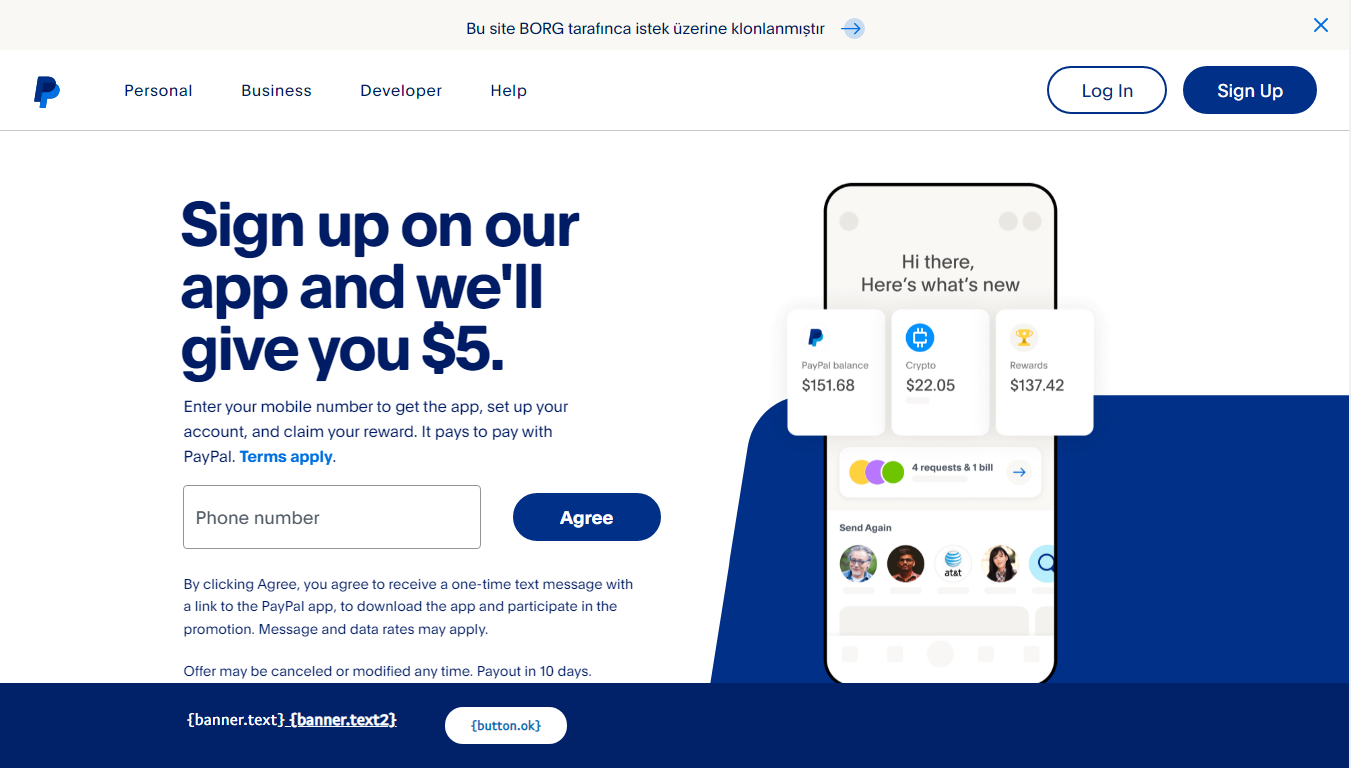 Bu site BORG tarafınca istek üzerine klonlanmıştır
Personal Business Developer Help
Log In Sign Up
Sign up on our
app and we'll
give you $5.
Enter your mobile number to get the app, set up your
account, and claim your reward. It pays to pay with
PayPal. Terms apply.
Phone number
Agree
By clicking Agree, you agree to receive a one-time text message with
a link to the PayPal app, to download the app and participate in the
promotion. Message and data rates may apply.
Offer may be canceled or modified any time. Payout in 10 days.
Hi there,
Here's what's new
PayPal balance
$151.68
Crypto
$22.05
Rewards
$137.42
4 requests & 1 bill
Send Again
at&t
{banner.text} {banner.text2}
{button.ok}